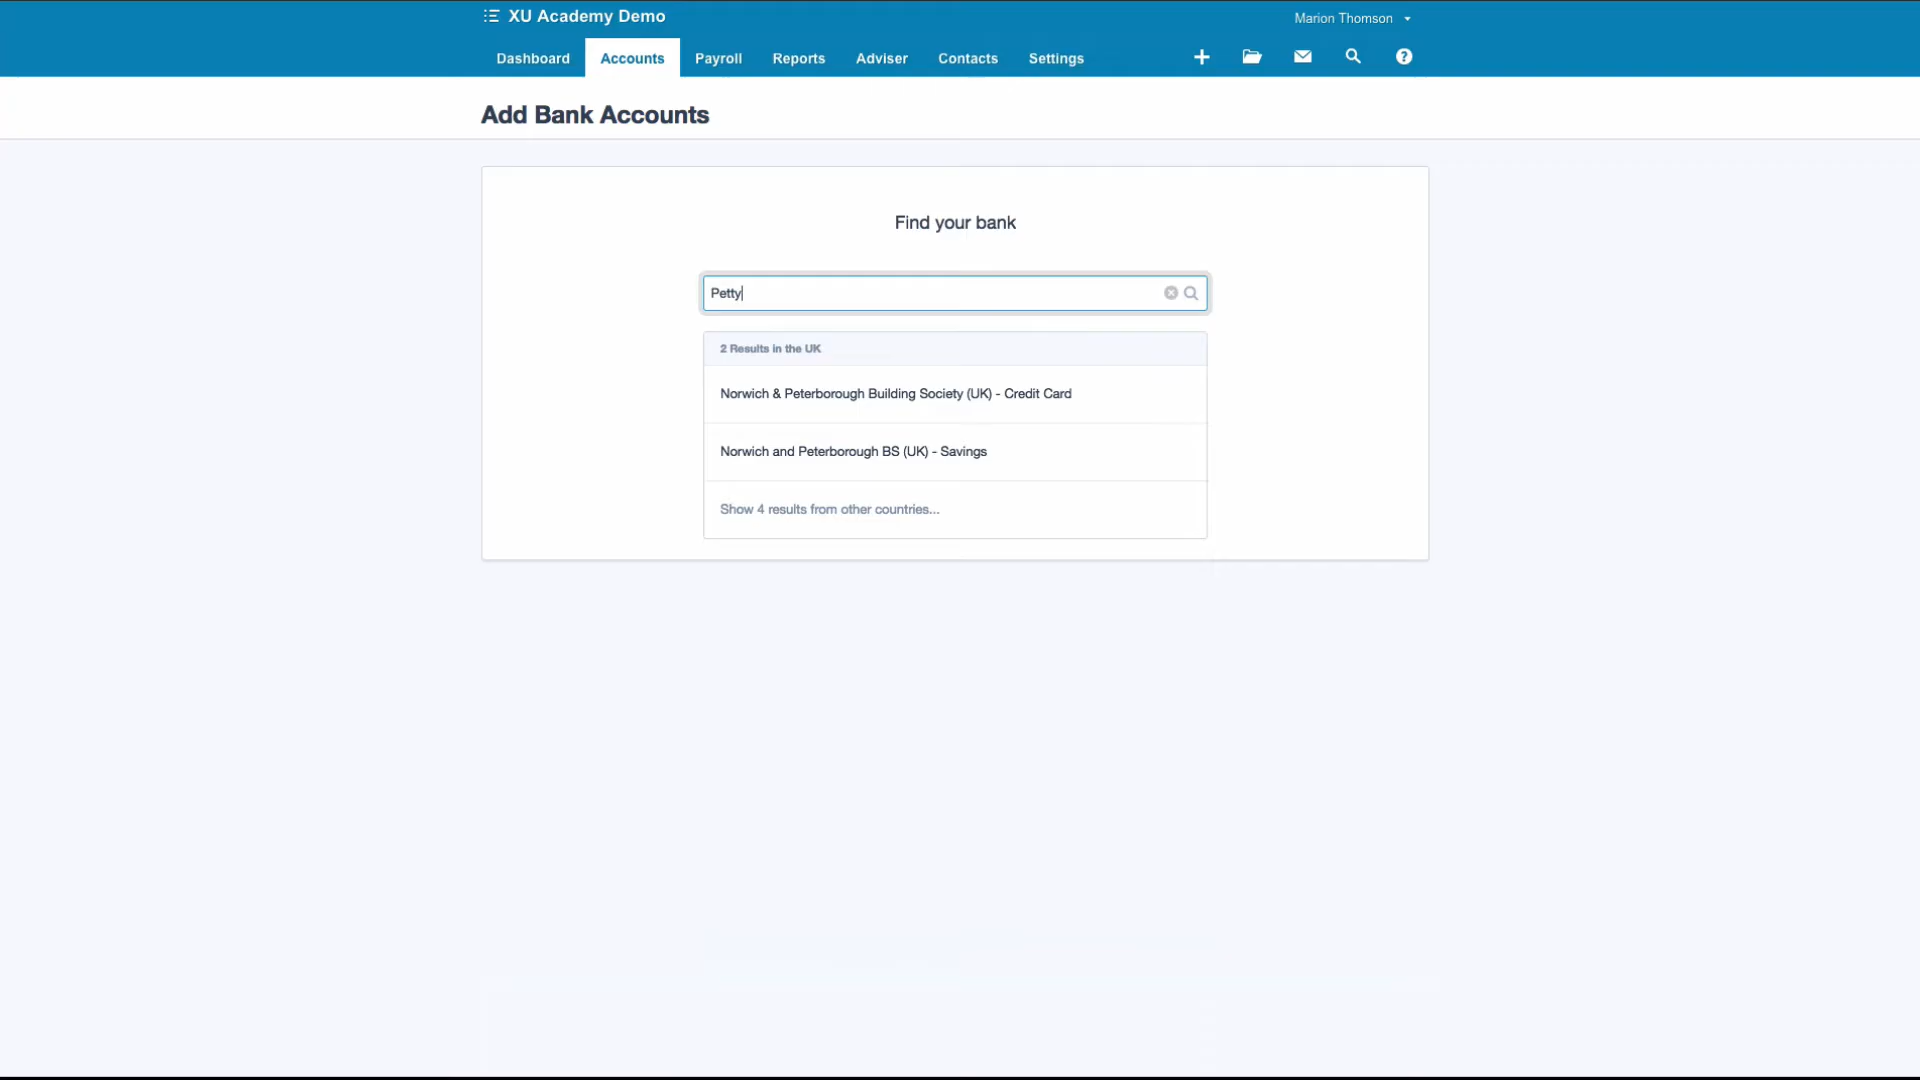 XU Academy Demo
Marion Thomson
Dashboard Accounts Payroll Reports Adviser Contacts Settings
Add Bank Accounts
Find your bank
Petty
2 Results in the UK
Norwich & Peterborough Building Society (UK) - Credit Card
Norwich and Peterborough BS (UK) - Savings
Show 4 results from other countries...